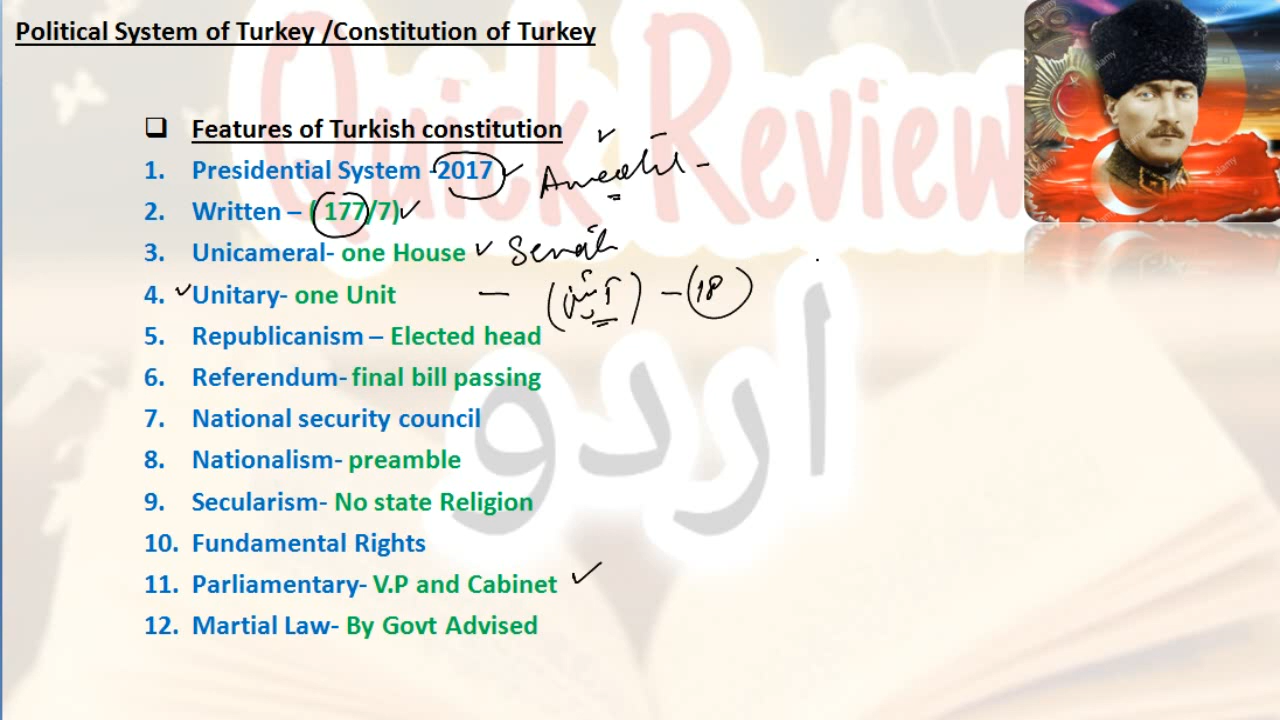 Political System of Turkey /Constitution of Turkey
Quick Review
❑ Features of Turkish constitution
1. Presidential System -2017
2. Written – ( 177/7)
3. Unicameral- one House
4. Unitary- one Unit – (18)
5. Republicanism – Elected head
6. Referendum- final bill passing
7. National security council
8. Nationalism- preamble
9. Secularism- No state Religion
10. Fundamental Rights
11. Parliamentary- V.P and Cabinet
12. Martial Law- By Govt Advised
اردو
alamy
alamy
alamy